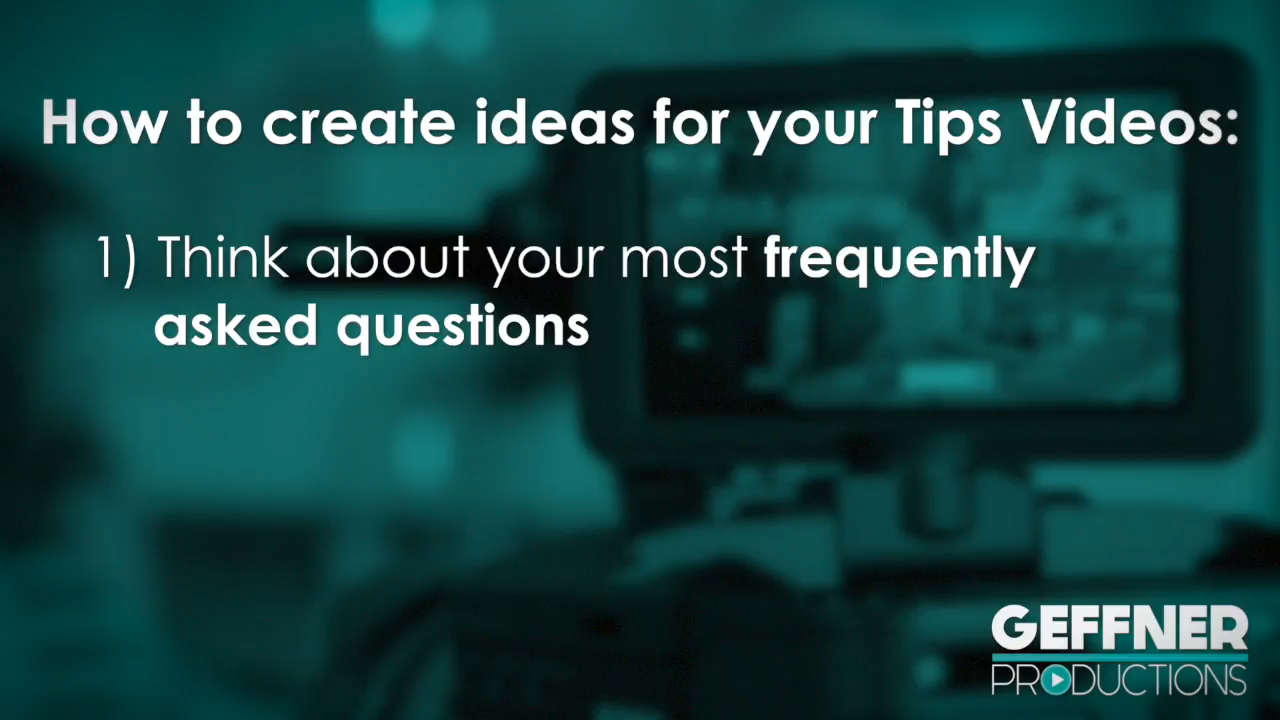 How to create ideas for your Tips Videos:
1) Think about your most frequently
asked questions
GEFFNER
PRODUCTIONS